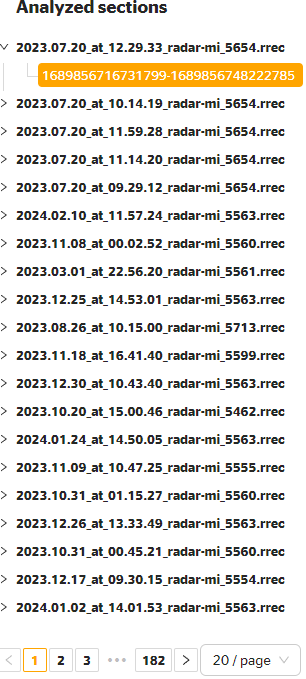 Analyzed sections
2023.07.20_at_12.29.33_radar-mi_5654.rrec
1689856716731799-1689856748222785
2023.07.20_at_10.14.19_radar-mi_5654.rrec
2023.07.20_at_11.59.28_radar-mi_5654.rrec
2023.07.20_at_11.14.20_radar-mi_5654.rrec
2023.07.20_at_09.29.12_radar-mi_5654.rrec
2024.02.10_at_11.57.24_radar-mi_5563.rrec
2023.11.08_at_00.02.52_radar-mi_5560.rrec
2023.03.01_at_22.56.20_radar-mi_5561.rrec
2023.12.25_at_14.53.01_radar-mi_5563.rrec
2023.08.26_at_10.15.00_radar-mi_5713.rrec
2023.11.18_at_16.41.40_radar-mi_5599.rrec
2023.12.30_at_10.43.40_radar-mi_5563.rrec
2023.10.20_at_15.00.46_radar-mi_5462.rrec
2024.01.24_at_14.50.05_radar-mi_5563.rrec
2023.11.09_at_10.47.25_radar-mi_5555.rrec
2023.10.31_at_01.15.27_radar-mi_5560.rrec
2023.12.26_at_13.33.49_radar-mi_5563.rrec
2023.10.31_at_00.45.21_radar-mi_5560.rrec
2023.12.17_at_09.30.15_radar-mi_5554.rrec
2024.01.02_at_14.01.53_radar-mi_5563.rrec
1 2 3 ••• 182 20 / page